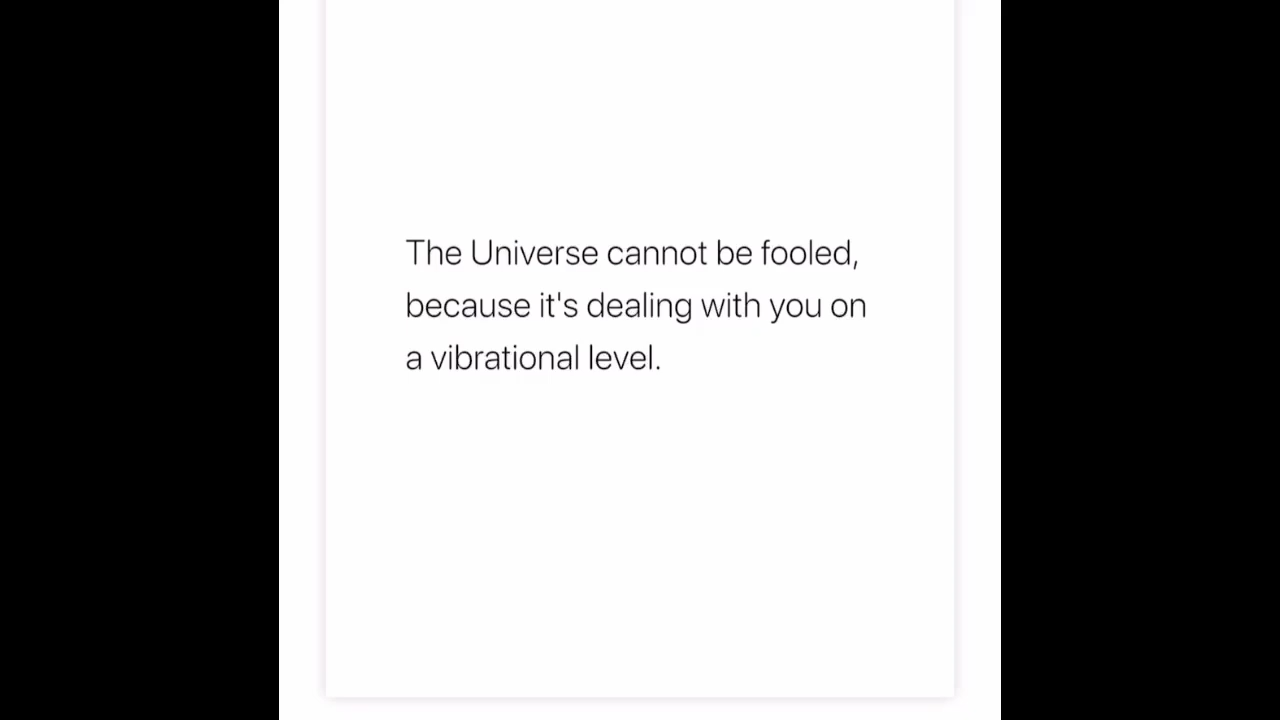 The Universe cannot be fooled,
because it's dealing with you on
a vibrational level.